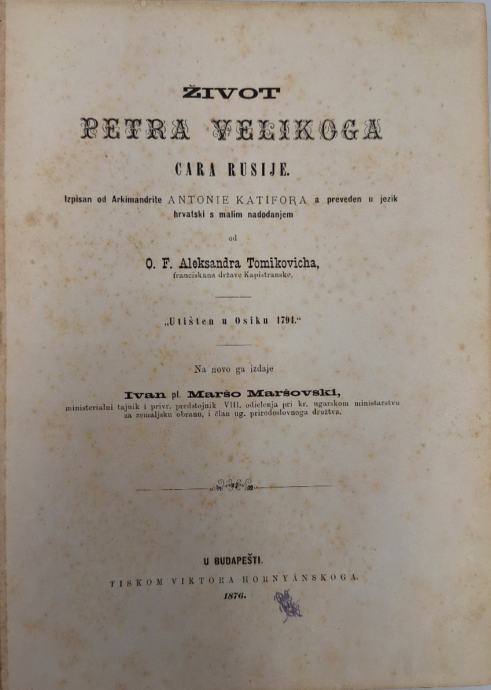 ŽIVOT
PETRA VELIKOGA
CARA RUSIJE.
Izpisan od Arkimandrite ANTONIE KATIFORA a preveden u jezik
hrvatski s malim nadodanjem
od
O. F. Aleksandra Tomikovicha,
franciskana države Kapistranske,
„Utišten u Osiku 1794.“
Na novo ga izdaje
Ivan pl. Maršo Maršovski,
ministerialni tajnik i privr. predstojnik VIII. odielenja pri kr. ugarskom ministarstvu
za zemaljsku obranu, i član ug. prirodoslovnoga družtva.
U BUDAPEŠTI.
TISKOM VIKTORA HORNYÁNSKOGA.
1876.